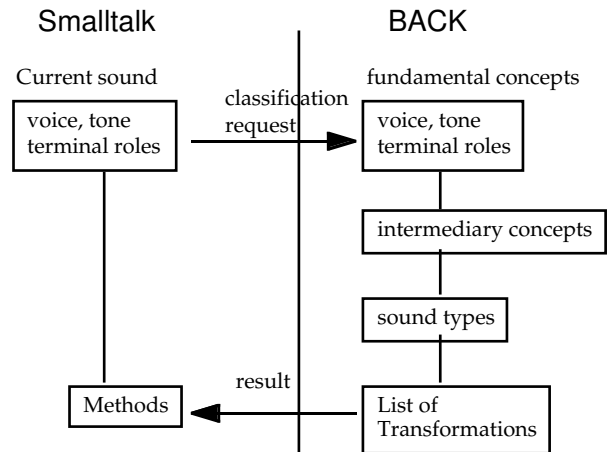 Smalltalk
BACK
Current sound
fundamental concepts
voice, tone
terminal roles
classification
request
voice, tone
terminal roles
intermediary concepts
sound types
result
Methods
List of
Transformations